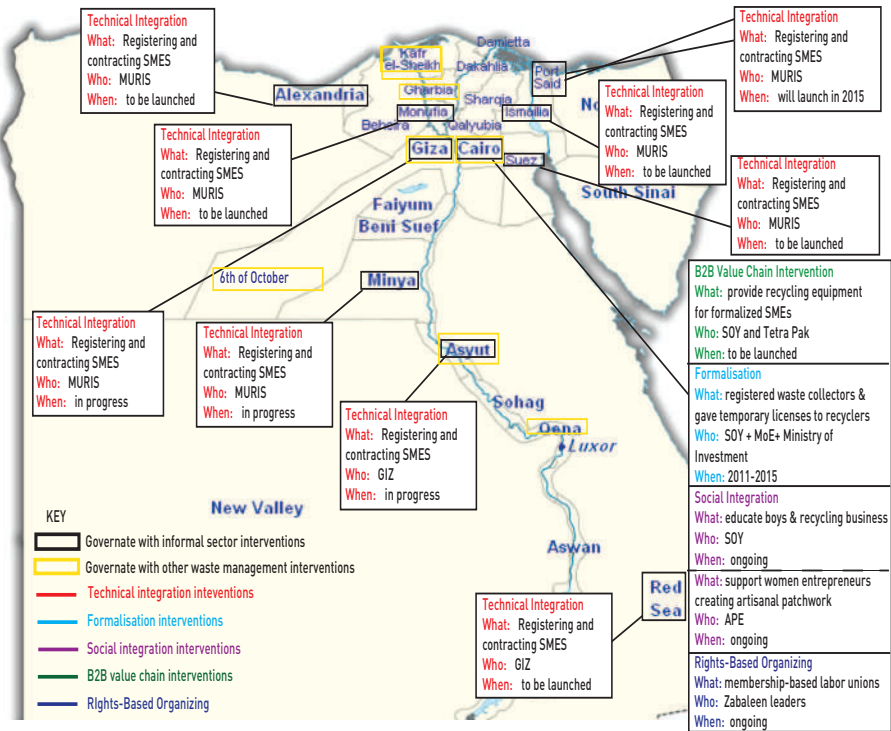 Technical Integration
What: Registering and
contracting SMES
Who: MURIS
When: to be launched
Technical Integration
What: Registering and
contracting SMES
Who: MURIS
When: will launch in 2015
Kafr
el-Sheikh
Damietta
Dakahlia
Port-
Said
Alexandria
Gharbia
Sharqia
No
Monufia
Ismailia
Beheira
Qalyubia
Technical Integration
What: Registering and
contracting SMES
Who: MURIS
When: to be launched
Technical Integration
What: Registering and
contracting SMES
Who: MURIS
When: to be launched
Giza
Cairo
Suez
Technical Integration
What: Registering and
contracting SMES
Who: MURIS
When: to be launched
South Sinai
Faiyum
Beni Suef
6th of October
Minya
Technical Integration
What: Registering and
contracting SMES
Who: MURIS
When: in progress
Technical Integration
What: Registering and
contracting SMES
Who: MURIS
When: in progress
Asyut
Technical Integration
What: Registering and
contracting SMES
Who: GIZ
When: in progress
Sohag
Qena
Luxor
New Valley
Aswan
Red
Sea
Technical Integration
What: Registering and
contracting SMES
Who: GIZ
When: to be launched
B2B Value Chain Intervention
What: provide recycling equipment
for formalized SMEs
Who: SOY and Tetra Pak
When: to be launched
Formalisation
What: registered waste collectors &
gave temporary licenses to recyclers
Who: SOY + MoE+ Ministry of
Investment
When: 2011-2015
Social Integration
What: educate boys & recycling business
Who: SOY
When: ongoing
What: support women entrepreneurs
creating artisanal patchwork
Who: APE
When: ongoing
Rights-Based Organizing
What: membership-based labor unions
Who: Zabaleen leaders
When: ongoing
KEY
Governate with informal sector interventions
Governate with other waste management interventions
Technical integration inteventions
Formalisation interventions
Social integration interventions
B2B value chain interventions
RIghts-Based Organizing